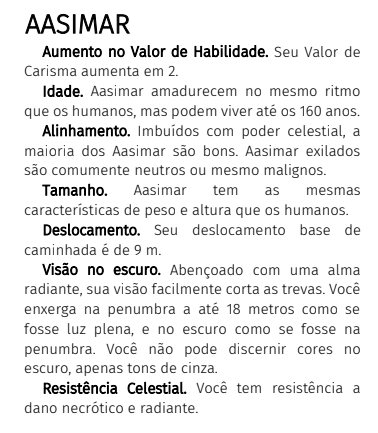 AASIMAR
Aumento no Valor de Habilidade. Seu Valor de
Carisma aumenta em 2.
Idade. Aasimar amadurecem no mesmo ritmo
que os humanos, mas podem viver até os 160 anos.
Alinhamento. Imbuídos com poder celestial, a
maioria dos Aasimar são bons. Aasimar exilados
são comumente neutros ou mesmo malignos.
Tamanho. Aasimar tem as mesmas
características de peso e altura que os humanos.
Deslocamento. Seu deslocamento base de
caminhada é de 9 m.
Visão no escuro. Abençoado com uma alma
radiante, sua visão facilmente corta as trevas. Você
enxerga na penumbra a até 18 metros como se
fosse luz plena, e no escuro como se fosse na
penumbra. Você não pode discernir cores no
escuro, apenas tons de cinza.
Resistência Celestial. Você tem resistência a
dano necrótico e radiante.